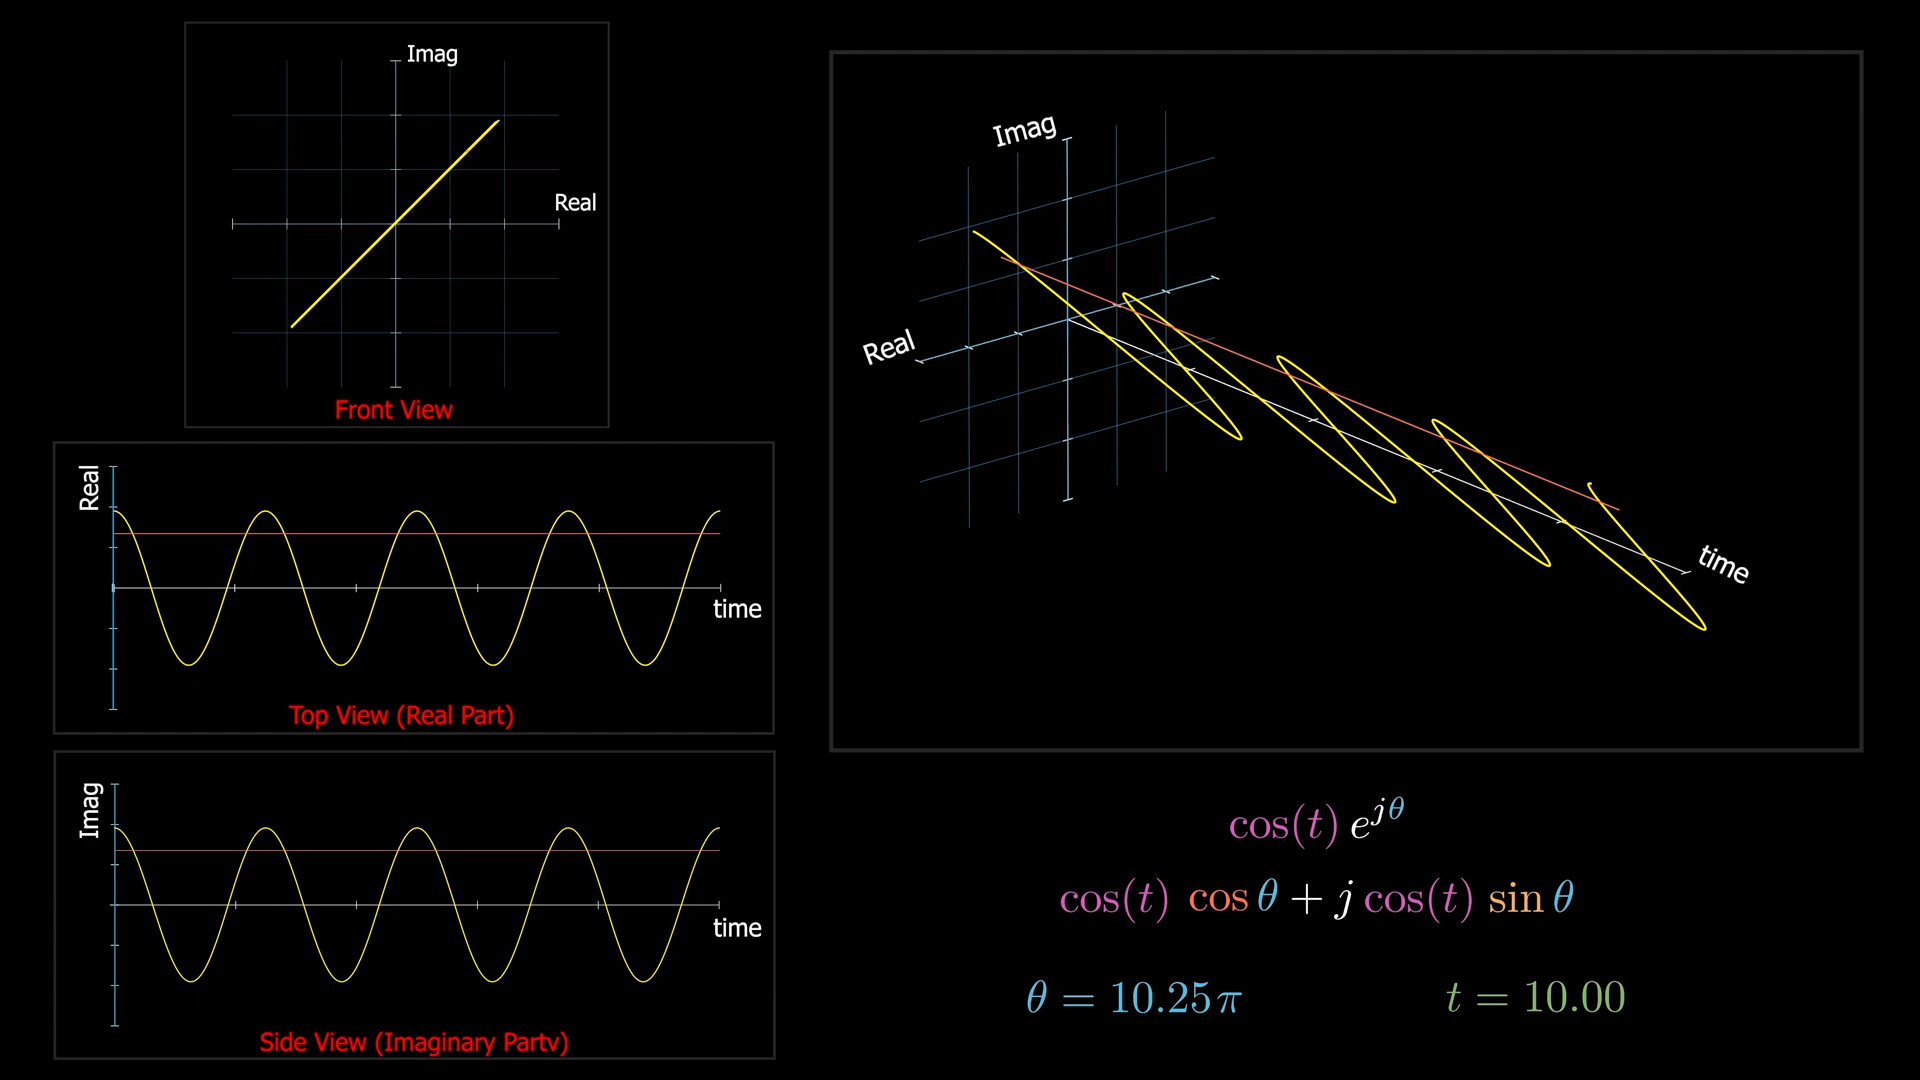 Imag
Real
Front View
Real
time
Top View (Real Part)
Imag
time
Side View (Imaginary Partv)
Imag
Real
time
cos(t) e^{jθ}
cos(t) cos θ + j cos(t) sin θ
θ = 10.25π
t = 10.00